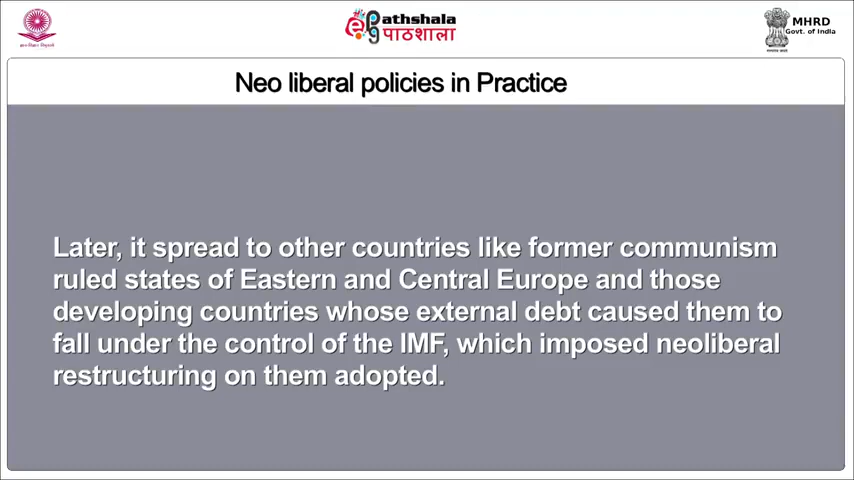 ePathshala
पाठशाला
MHRD
Govt. of India
Neo liberal policies in Practice
Later, it spread to other countries like former communism
ruled states of Eastern and Central Europe and those
developing countries whose external debt caused them to
fall under the control of the IMF, which imposed neoliberal
restructuring on them adopted.